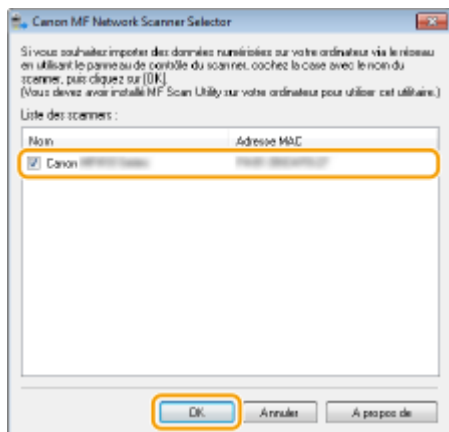 Canon MF Network Scanner Selector
Si vous souhaitez importer des données numérisées sur votre ordinateur via le réseau
en utilisant le panneau de contrôle du scanner, cochez la case avec le nom du
scanner, puis cliquez sur [OK].
(Vous devez avoir installé MF Scan Utility sur votre ordinateur pour utiliser cet utilitaire.)
Liste des scanners :
Nom Adresse MAC
Canon
OK Annuler A propos de